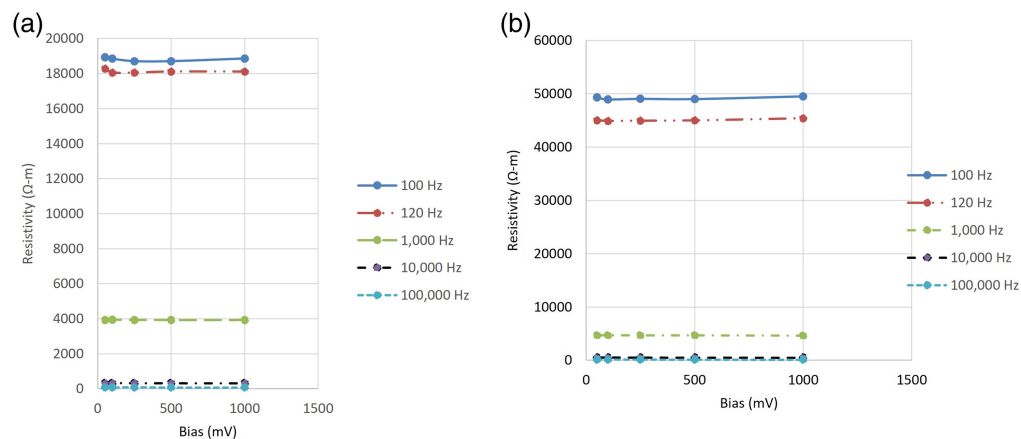 (a)
20000
18000
16000
14000
12000
10000
8000
6000
4000
2000
0
0 500 1000 1500
Resistivity (Ω-m)
Bias (mV)
100 Hz
120 Hz
1,000 Hz
10,000 Hz
100,000 Hz
(b)
60000
50000
40000
30000
20000
10000
0
0 500 1000 1500
Resistivity (Ω-m)
Bias (mV)
100 Hz
120 Hz
1,000 Hz
10,000 Hz
100,000 Hz